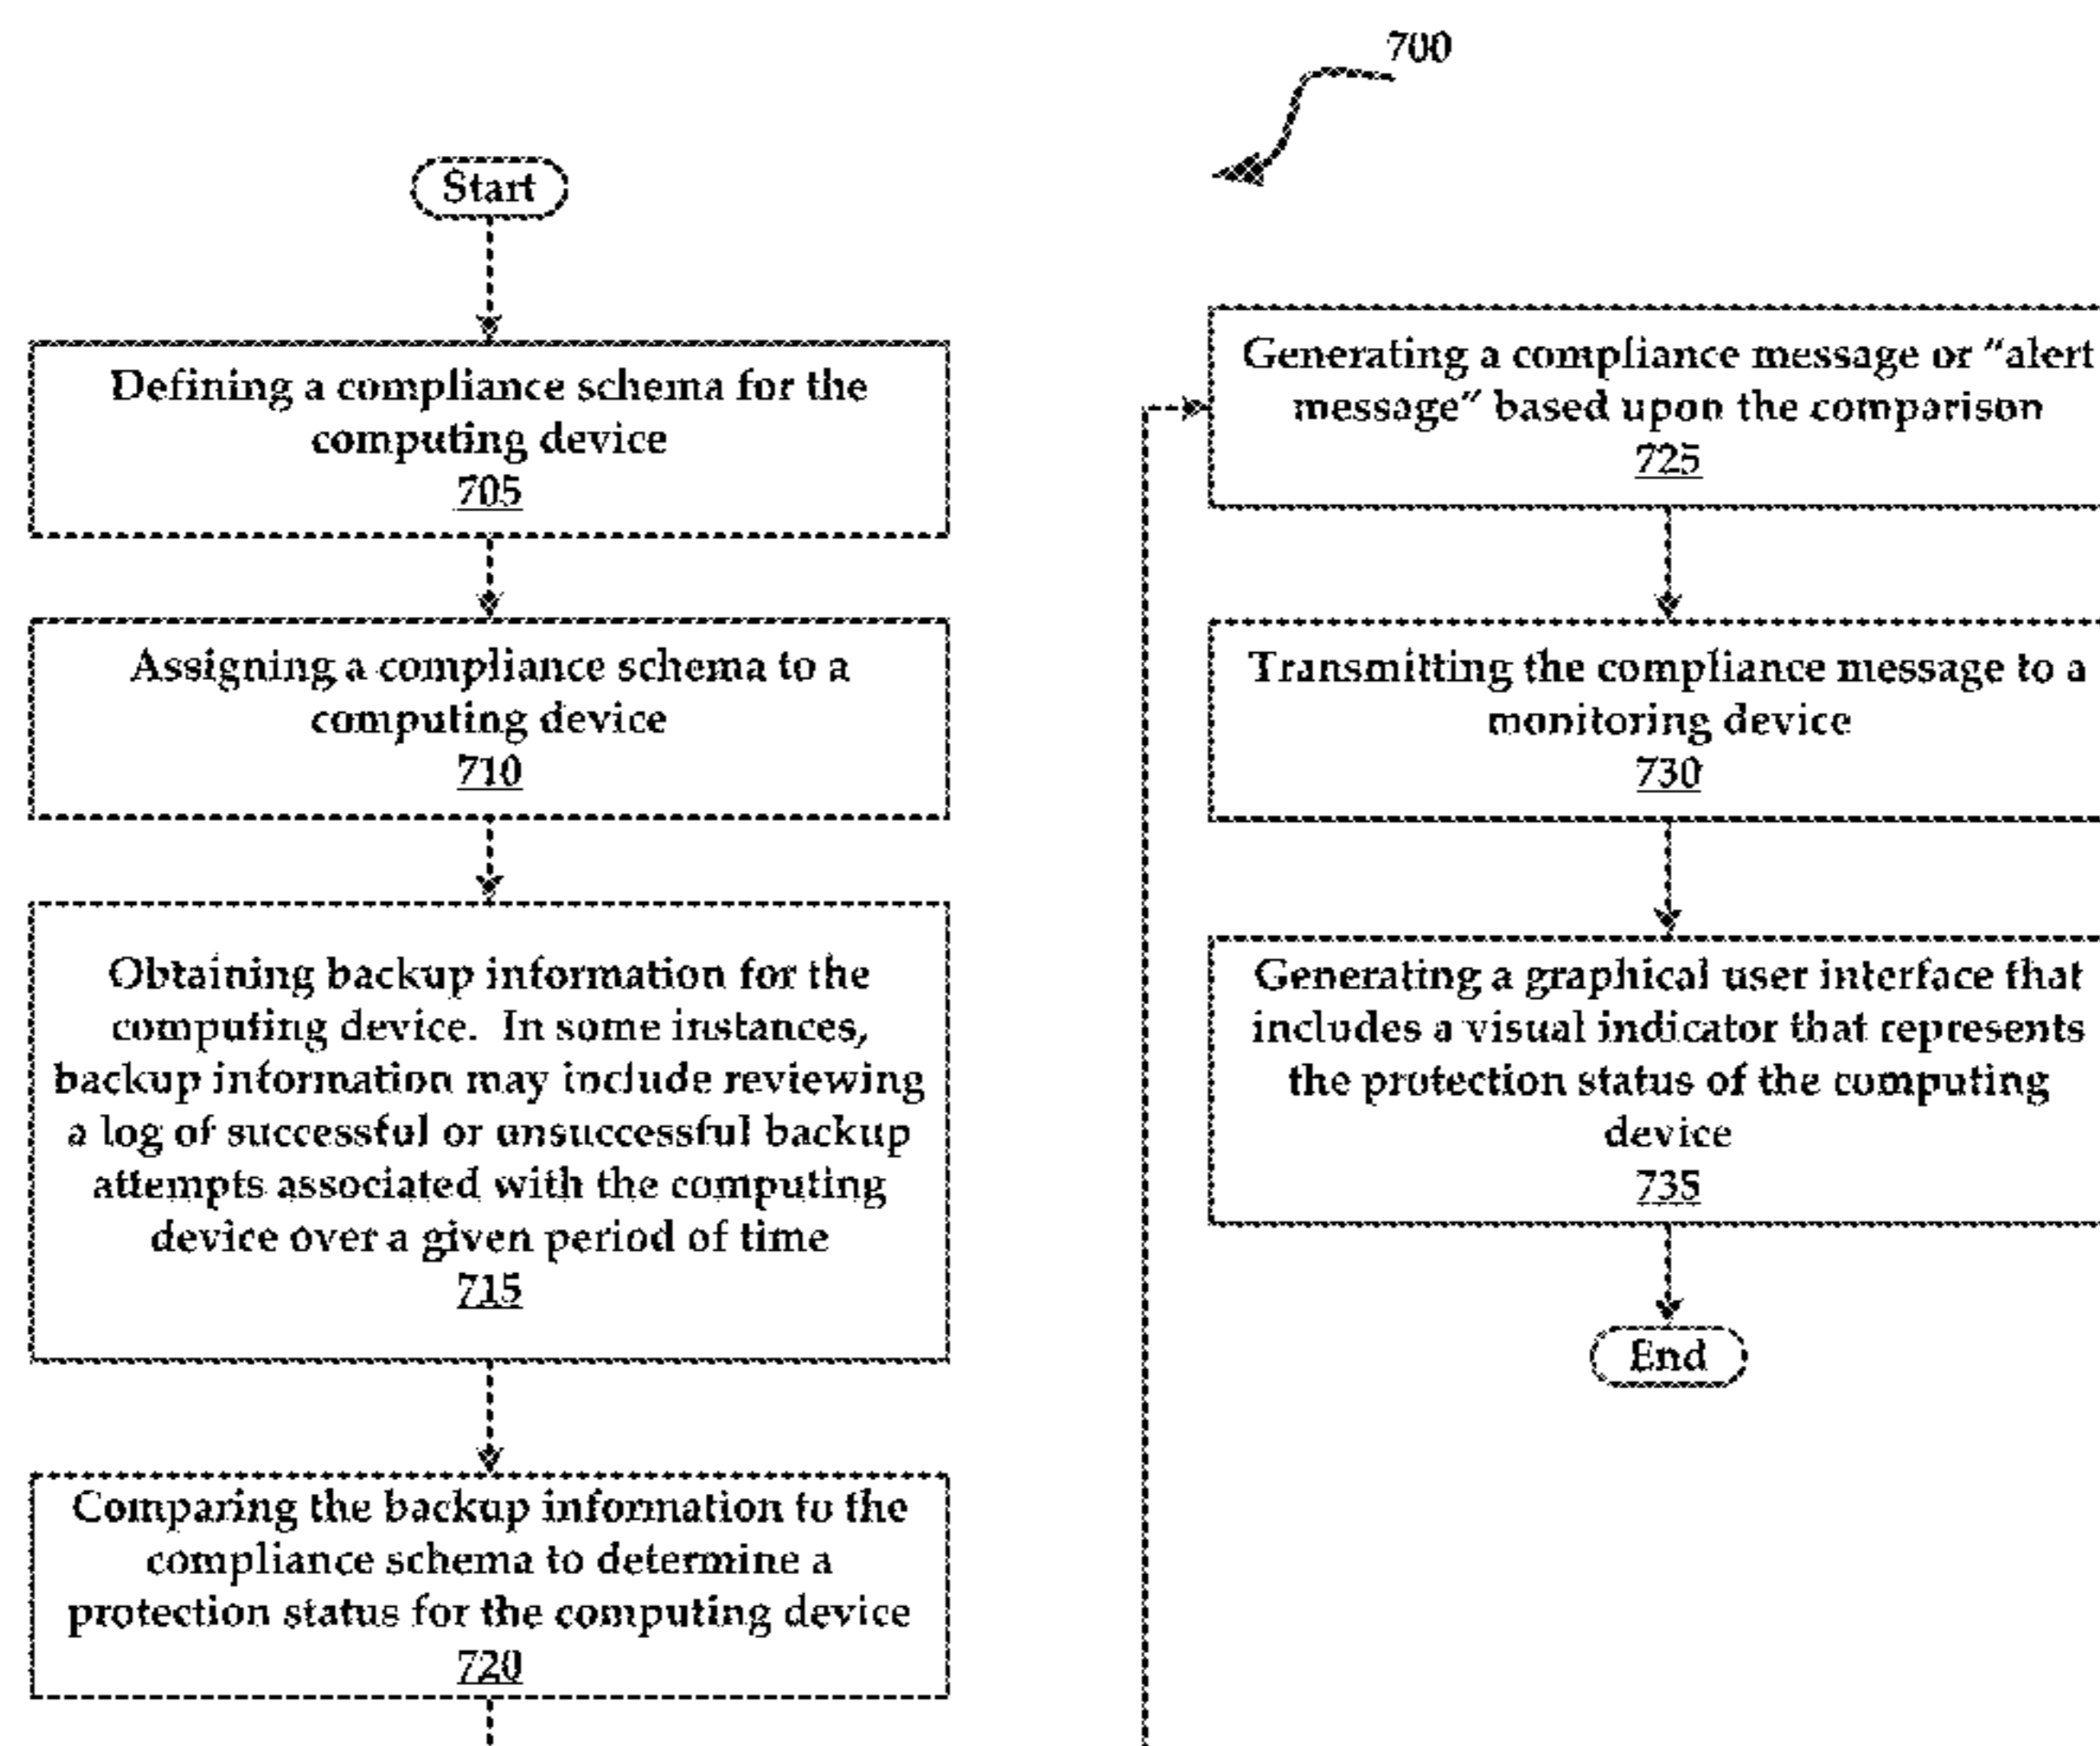 700
Start
Defining a compliance schema for the
computing device
705
Assigning a compliance schema to a
computing device
710
Obtaining backup information for the
computing device. In some instances,
backup information may include reviewing
a log of successful or unsuccessful backup
attempts associated with the computing
device over a given period of time
715
Comparing the backup information to the
compliance schema to determine a
protection status for the computing device
720
Generating a compliance message or "alert
message" based upon the comparison
725
Transmitting the compliance message to a
monitoring device
730
Generating a graphical user interface that
includes a visual indicator that represents
the protection status of the computing
device
735
End